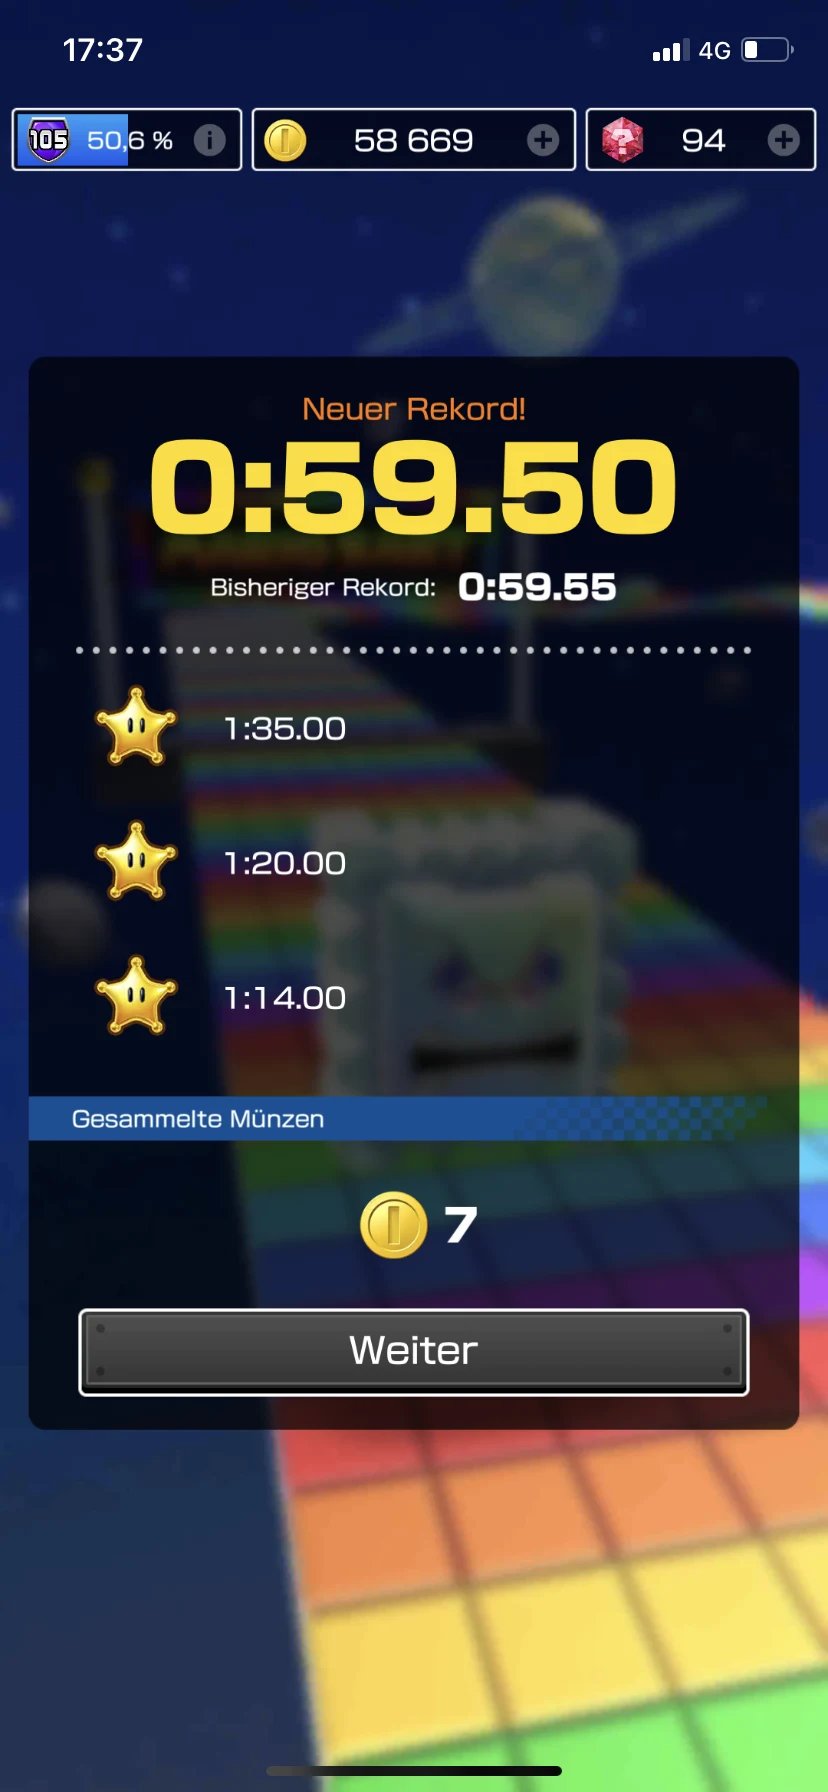 17:37
4G
105 50,6 %
58 669
94
Neuer Rekord!
0:59.50
Bisheriger Rekord: 0:59.55
1:35.00
1:20.00
1:14.00
Gesammelte Münzen
7
Weiter